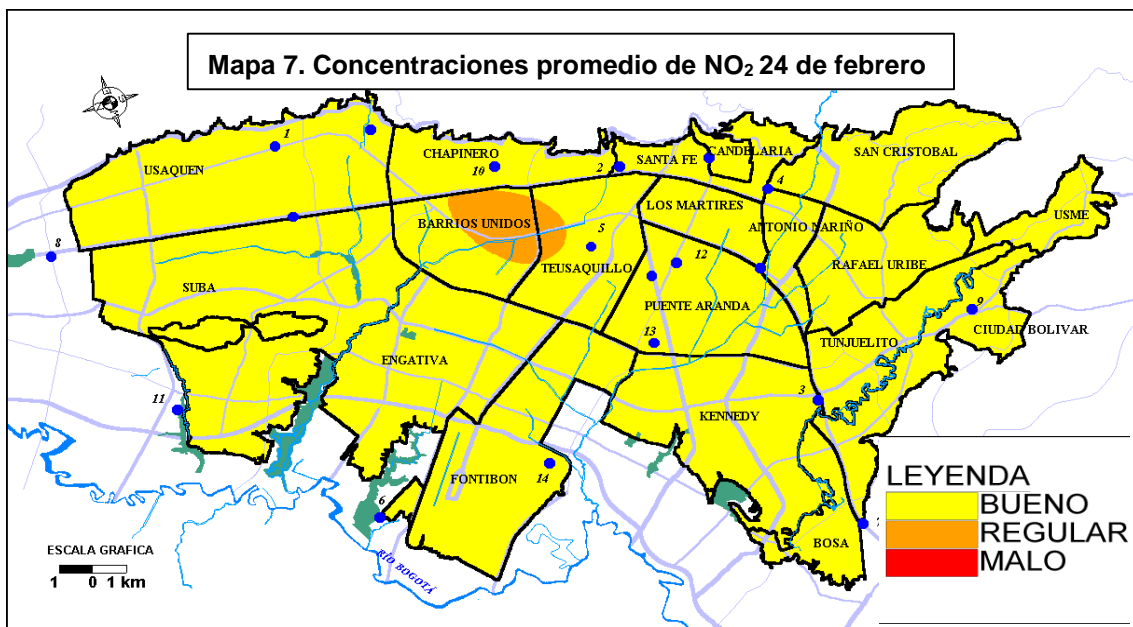 Mapa 7. Concentraciones promedio de NO₂ 24 de febrero
1
USAQUEN
CHAPINERO
10
2
SANTA FE
CANDELARIA
SAN CRISTOBAL
4
LOS MARTIRES
USME
8
BARRIOS UNIDOS
5
ANTONIO NARIÑO
TEUSAQUILLO
12
RAFAEL URIBE
SUBA
PUENTE ARANDA
9
CIUDAD BOLIVAR
13
TUNJUELITO
ENGATIVA
11
3
KENNEDY
FONTIBON
14
6
BOSA
RÍO BOGOTÁ
ESCALA GRAFICA
1 0 1 km
LEYENDA
BUENO
REGULAR
MALO